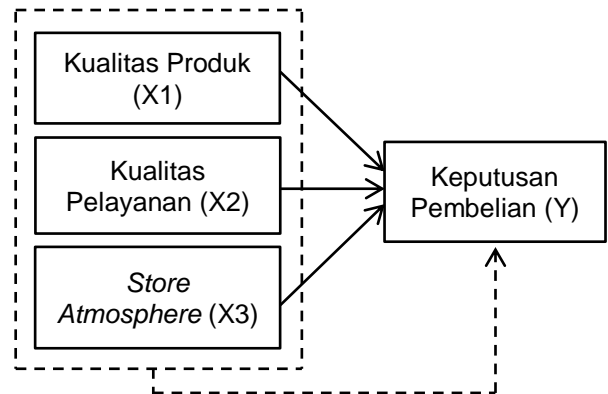 Kualitas Produk
(X1)
Kualitas
Pelayanan (X2)
Store
Atmosphere (X3)
Keputusan
Pembelian (Y)